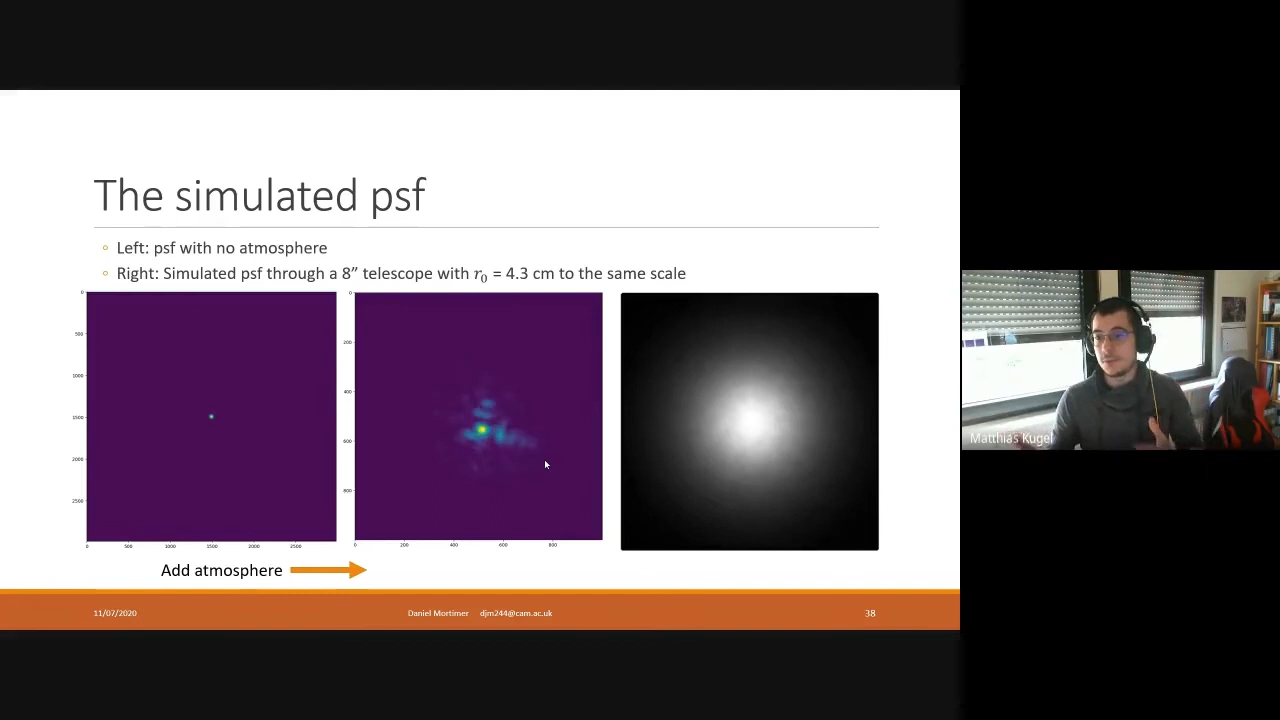 The simulated psf
Left: psf with no atmosphere
Right: Simulated psf through a 8” telescope with r₀ = 4.3 cm to the same scale
0
500
1000
1500
2000
2500
0 500 1000 1500 2000 2500
0
200
400
600
800
0 200 400 600 800
Add atmosphere
11/07/2020 Daniel Mortimer djm244@cam.ac.uk 38
Matthias Kugel